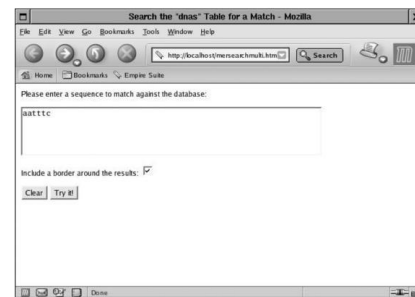 Search the "dnas" Table for a Match - Mozilla
File Edit View Go Bookmarks Tools Window Help
http://localhost/mersearchmulti.htm Search
Home Bookmarks Empire Suite
Please enter a sequence to match against the database:
aatttc
Include a border around the results:
Clear Try it!
Done